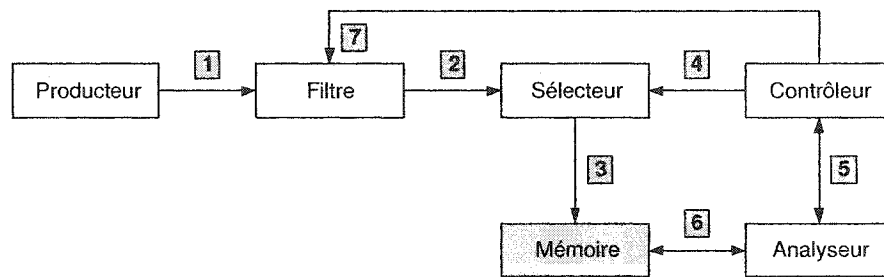 7
1
2
4
Producteur
Filtre
Sélecteur
Contrôleur
3
5
6
Mémoire
Analyseur